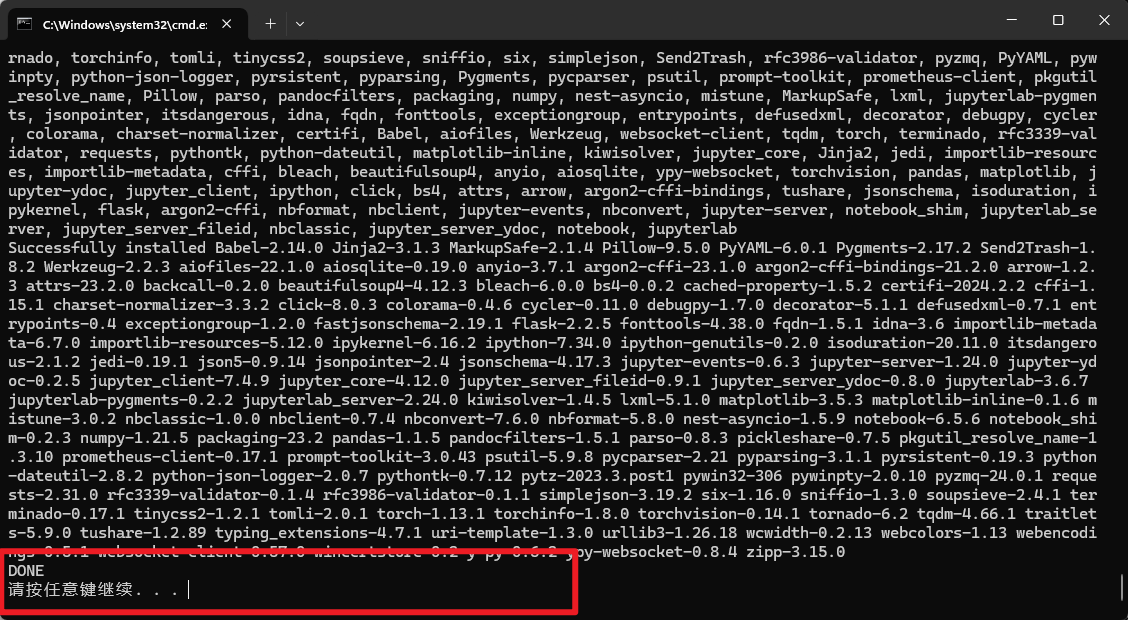 C:\Windows\system32\cmd.e:
rnado, torchinfo, tomli, tinycss2, soupsieve, sniffio, six, simplejson, Send2Trash, rfc3986-validator, pyzmq, PyYAML, pyw
inpty, python-json-logger, pyrsistent, pyparsing, Pygments, pycparser, psutil, prompt-toolkit, prometheus-client, pkgutil
_resolve_name, Pillow, parso, pandocfilters, packaging, numpy, nest-asyncio, mistune, MarkupSafe, lxml, jupyterlab-pygmen
ts, jsonpointer, itsdangerous, idna, fqdn, fonttools, exceptiongroup, entrypoints, defusedxml, decorator, debugpy, cycler
, colorama, charset-normalizer, certifi, Babel, aiofiles, Werkzeug, websocket-client, tqdm, torch, terminado, rfc3339-val
idator, requests, pythontk, python-dateutil, matplotlib-inline, kiwisolver, jupyter_core, Jinja2, jedi, importlib-resourc
es, importlib-metadata, cffi, bleach, beautifulsoup4, anyio, aiosqlite, ypy-websocket, torchvision, pandas, matplotlib, j
upyter-ydoc, jupyter_client, ipython, click, bs4, attrs, arrow, argon2-cffi-bindings, tushare, jsonschema, isoduration, i
pykernel, flask, argon2-cffi, nbformat, nbclient, jupyter-events, nbconvert, jupyter-server, notebook_shim, jupyterlab_se
rver, jupyter_server_fileid, nbclassic, jupyter_server_ydoc, notebook, jupyterlab
Successfully installed Babel-2.14.0 Jinja2-3.1.3 MarkupSafe-2.1.4 Pillow-9.5.0 PyYAML-6.0.1 Pygments-2.17.2 Send2Trash-1.
8.2 Werkzeug-2.2.3 aiofiles-22.1.0 aiosqlite-0.19.0 anyio-3.7.1 argon2-cffi-23.1.0 argon2-cffi-bindings-21.2.0 arrow-1.2.
3 attrs-23.2.0 backcall-0.2.0 beautifulsoup4-4.12.3 bleach-6.0.0 bs4-0.0.2 cached-property-1.5.2 certifi-2024.2.2 cffi-1.
15.1 charset-normalizer-3.3.2 click-8.0.3 colorama-0.4.6 cycler-0.11.0 debugpy-1.7.0 decorator-5.1.1 defusedxml-0.7.1 ent
rypoints-0.4 exceptiongroup-1.2.0 fastjsonschema-2.19.1 flask-2.2.5 fonttools-4.38.0 fqdn-1.5.1 idna-3.6 importlib-metada
ta-6.7.0 importlib-resources-5.12.0 ipykernel-6.16.2 ipython-7.34.0 ipython-genutils-0.2.0 isoduration-20.11.0 itsdangero
us-2.1.2 jedi-0.19.1 json5-0.9.14 jsonpointer-2.4 jsonschema-4.17.3 jupyter-events-0.6.3 jupyter-server-1.24.0 jupyter-yd
oc-0.2.5 jupyter_client-7.4.9 jupyter_core-4.12.0 jupyter_server_fileid-0.9.1 jupyter_server_ydoc-0.8.0 jupyterlab-3.6.7
jupyterlab-pygments-0.2.2 jupyterlab_server-2.24.0 kiwisolver-1.4.5 lxml-5.1.0 matplotlib-3.5.3 matplotlib-inline-0.1.6 m
istune-3.0.2 nbclassic-1.0.0 nbclient-0.7.4 nbconvert-7.6.0 nbformat-5.8.0 nest-asyncio-1.5.9 notebook-6.5.6 notebook_shi
m-0.2.3 numpy-1.21.5 packaging-23.2 pandas-1.1.5 pandocfilters-1.5.1 parso-0.8.3 pickleshare-0.7.5 pkgutil_resolve_name-1
.3.10 prometheus-client-0.17.1 prompt-toolkit-3.0.43 psutil-5.9.8 pycparser-2.21 pyparsing-3.1.1 pyrsistent-0.19.3 python
-dateutil-2.8.2 python-json-logger-2.0.7 pythontk-0.7.12 pytz-2023.3.post1 pywin32-306 pywinpty-2.0.10 pyzmq-24.0.1 reque
sts-2.31.0 rfc3339-validator-0.1.4 rfc3986-validator-0.1.1 simplejson-3.19.2 six-1.16.0 sniffio-1.3.0 soupsieve-2.4.1 ter
minado-0.17.1 tinycss2-1.2.1 tomli-2.0.1 torch-1.13.1 torchinfo-1.8.0 torchvision-0.14.1 tornado-6.2 tqdm-4.66.1 traitlet
s-5.9.0 tushare-1.2.89 typing_extensions-4.7.1 uri-template-1.3.0 urllib3-1.26.18 wcwidth-0.2.13 webcolors-1.13 webencodi
ngs-0.5.1 websocket-client-0.57.0 wincertstore-0.2 y-py-0.6.2 ypy-websocket-0.8.4 zipp-3.15.0
DONE
请按任意键继续. . .